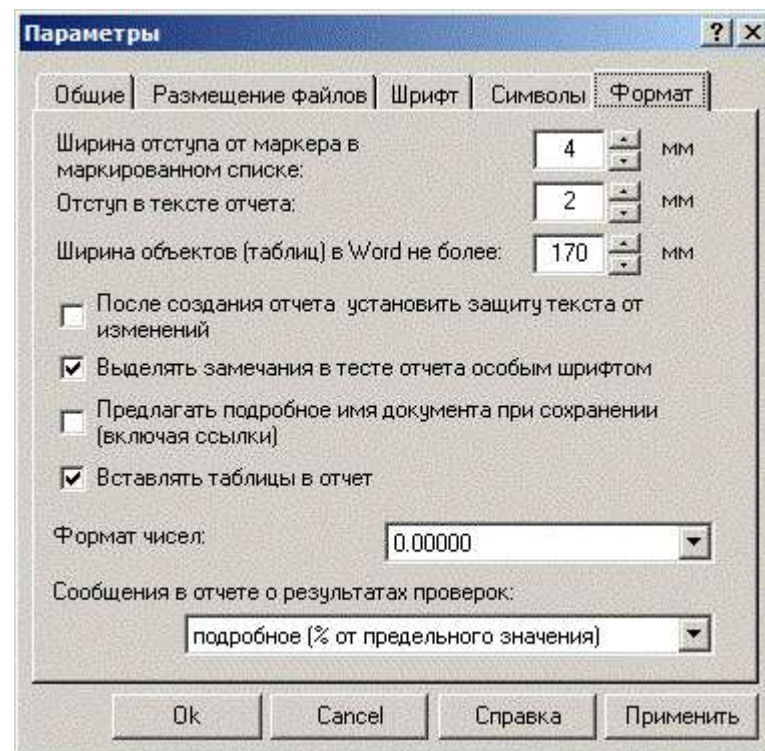 Параметры
Общие Размещение файлов Шрифт Символы Формат
Ширина отступа от маркера в
маркированном списке:
4 мм
Отступ в тексте отчета: 2 мм
Ширина объектов (таблиц) в Word не более: 170 мм
После создания отчета установить защиту текста от
изменений
Выделять замечания в тесте отчета особым шрифтом
Предлагать подробное имя документа при сохранении
(включая ссылки)
Вставлять таблицы в отчет
Формат чисел: 0.00000
Сообщения в отчете о результатах проверок:
подробное (% от предельного значения)
Ok Cancel Справка Применить